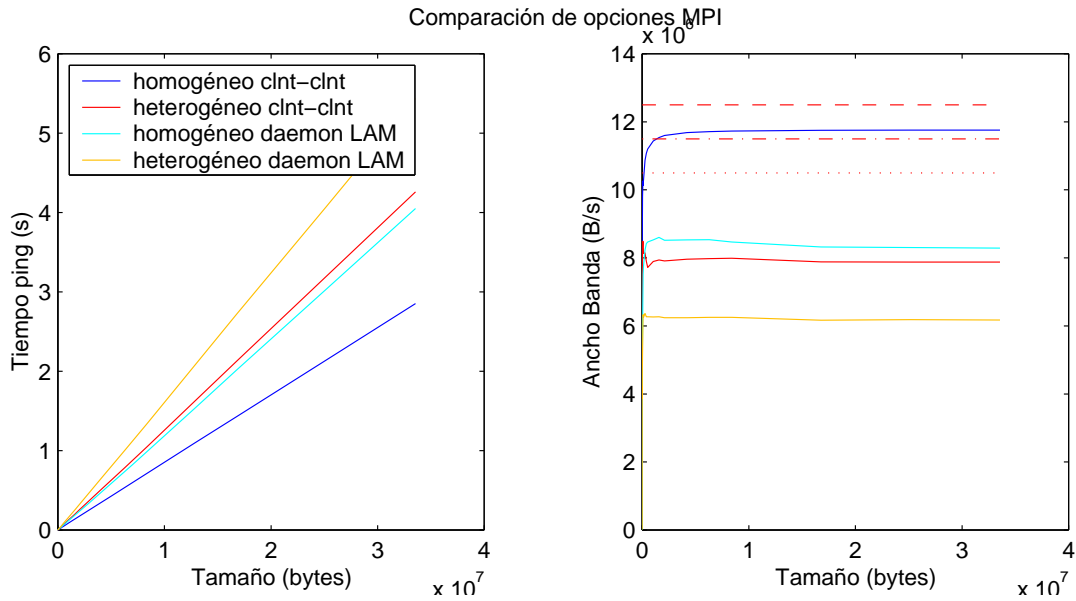 Comparación de opciones MPI
x 10^6
homogéneo clnt−clnt
heterogéneo clnt−clnt
homogéneo daemon LAM
heterogéneo daemon LAM
Tiempo ping (s)
6
5
4
3
2
1
0
0 1 2 3 4
Tamaño (bytes)
x 10^7
Ancho Banda (B/s)
14
12
10
8
6
4
2
0
0 1 2 3 4
Tamaño (bytes)
x 10^7